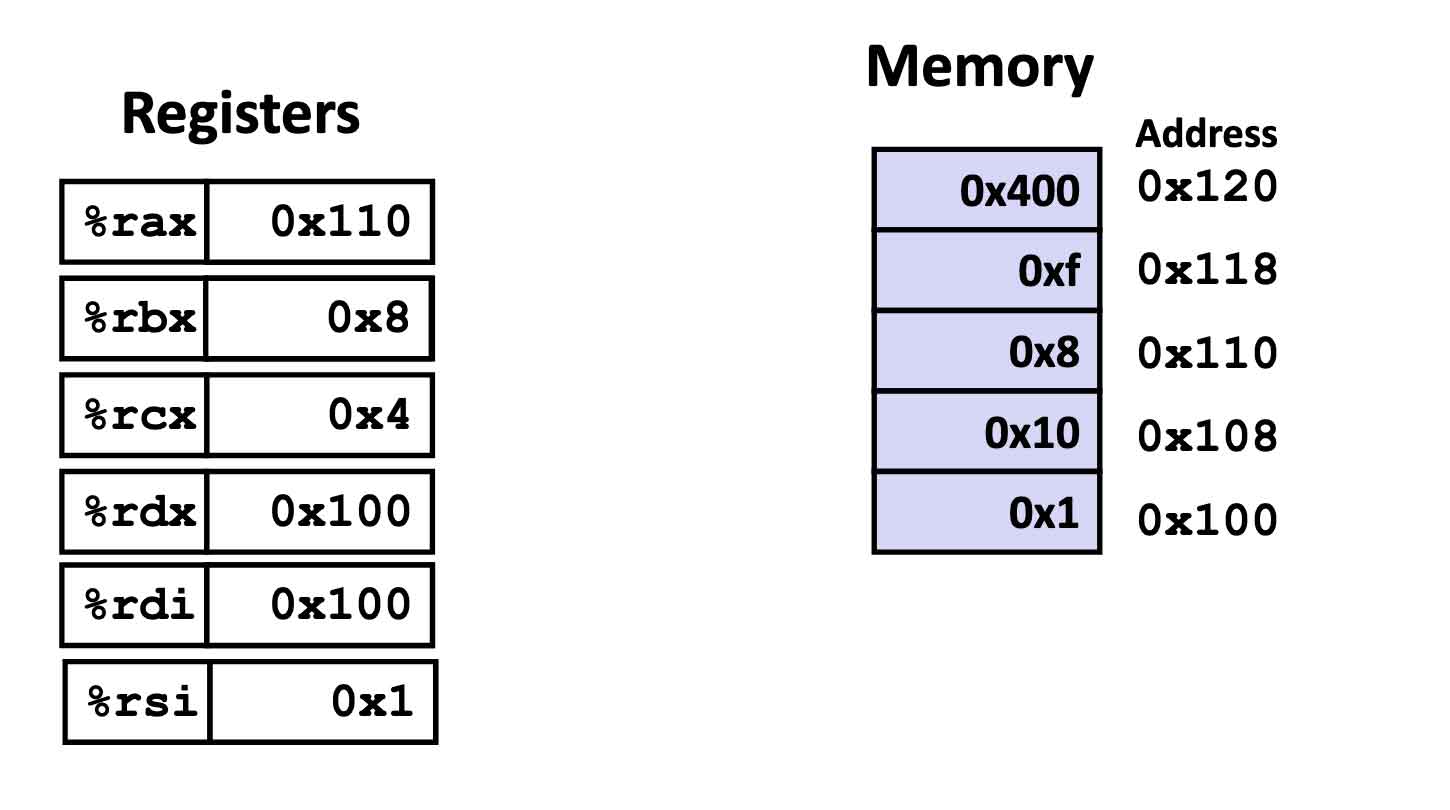 Registers
%rax 0x110
%rbx 0x8
%rcx 0x4
%rdx 0x100
%rdi 0x100
%rsi 0x1
Memory
Address
0x400 0x120
0xf 0x118
0x8 0x110
0x10 0x108
0x1 0x100